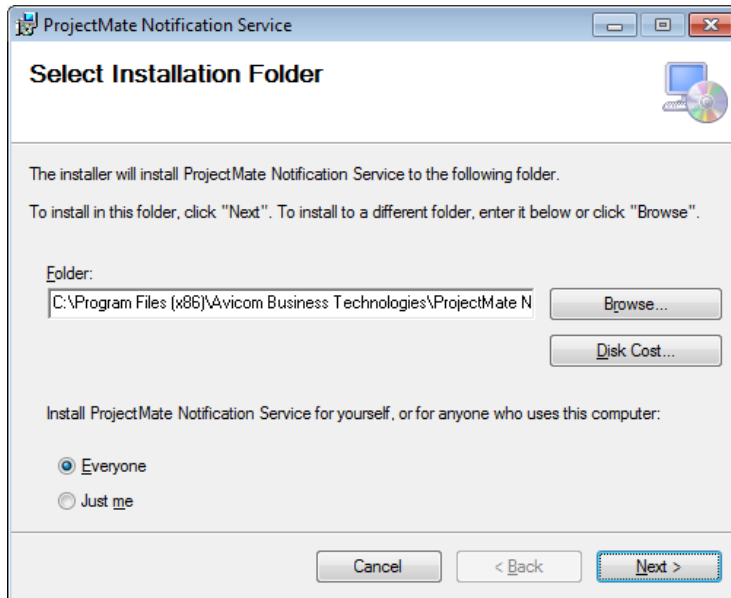 ProjectMate Notification Service
Select Installation Folder
The installer will install ProjectMate Notification Service to the following folder.
To install in this folder, click "Next". To install to a different folder, enter it below or click "Browse".
Folder:
C:\Program Files (x86)\Avicom Business Technologies\ProjectMate N
Browse...
Disk Cost...
Install ProjectMate Notification Service for yourself, or for anyone who uses this computer:
Everyone
Just me
Cancel
< Back
Next >